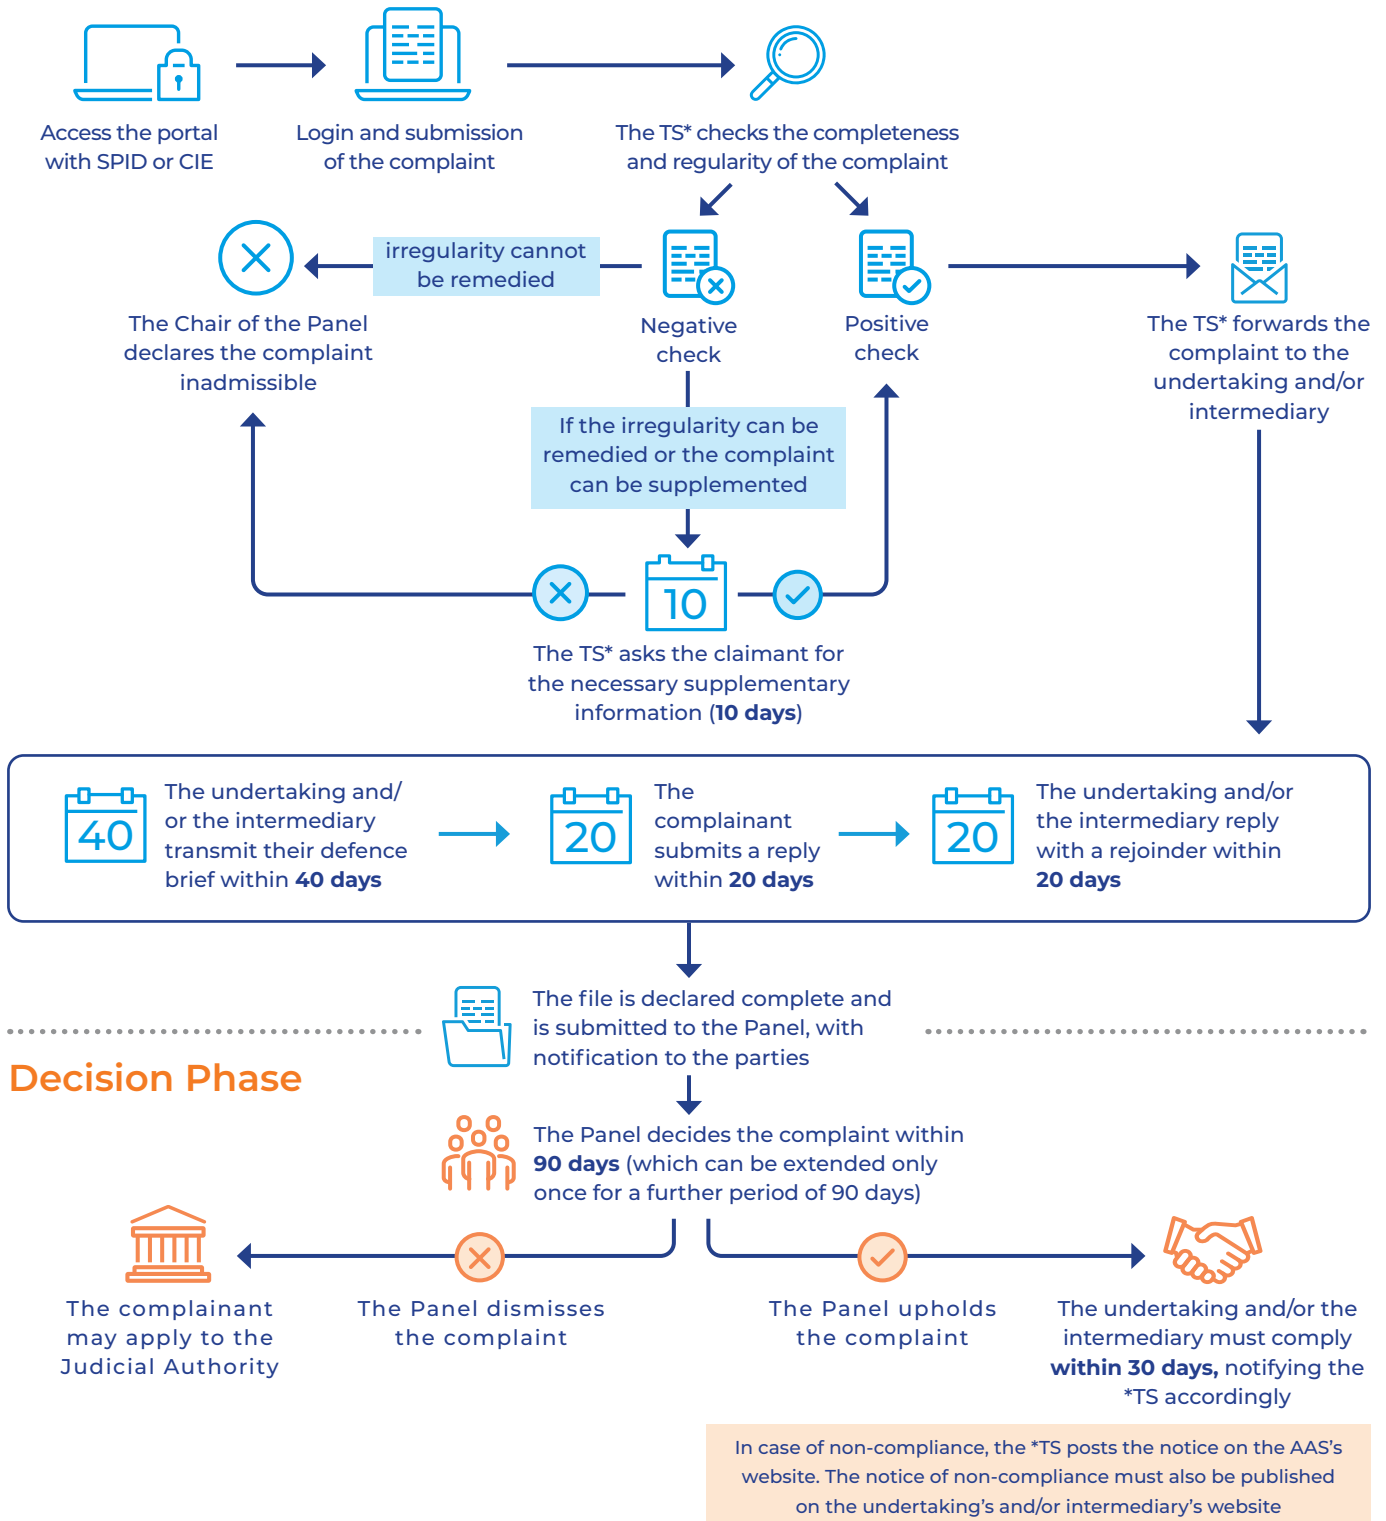 Access the portal
with SPID or CIE
Login and submission
of the complaint
The TS* checks the completeness
and regularity of the complaint
irregularity cannot
be remedied
The Chair of the Panel
declares the complaint
inadmissible
Negative
check
Positive
check
The TS* forwards the
complaint to the
undertaking and/or
intermediary
If the irregularity can be
remedied or the complaint
can be supplemented
10
The TS* asks the claimant for
the necessary supplementary
information (10 days)
40
The undertaking and/
or the intermediary
transmit their defence
brief within 40 days
20
The
complainant
submits a reply
within 20 days
20
The undertaking and/or
the intermediary reply
with a rejoinder within
20 days
The file is declared complete and
is submitted to the Panel, with
notification to the parties
Decision Phase
The Panel decides the complaint within
90 days (which can be extended only
once for a further period of 90 days)
The complainant
may apply to the
Judicial Authority
The Panel dismisses
the complaint
The Panel upholds
the complaint
The undertaking and/or the
intermediary must comply
within 30 days, notifying the
*TS accordingly
In case of non-compliance, the *TS posts the notice on the AAS's
website. The notice of non-compliance must also be published
on the undertaking's and/or intermediary's website